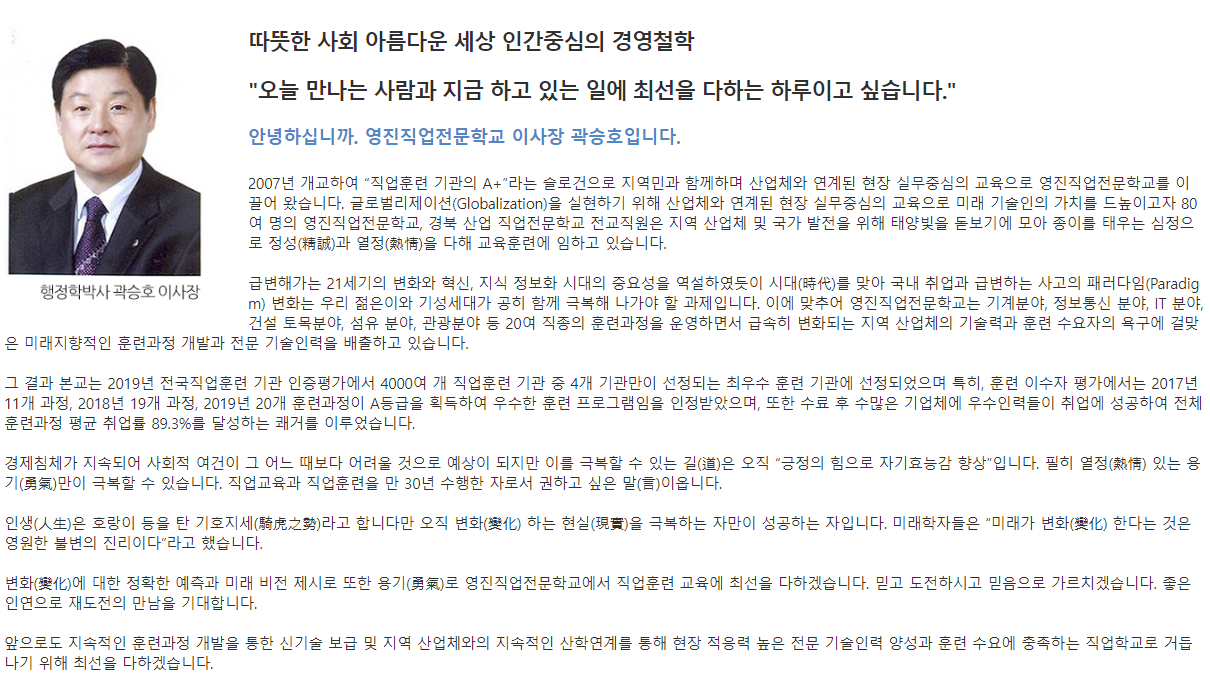 따뜻한 사회 아름다운 세상 인간중심의 경영철학
"오늘 만나는 사람과 지금 하고 있는 일에 최선을 다하는 하루이고 싶습니다."
안녕하십니까. 영진직업전문학교 이사장 곽승호입니다.
2007년 개교하여 “직업훈련 기관의 A+”라는 슬로건으로 지역민과 함께하며 산업체와 연계된 현장 실무중심의 교육으로 영진직업전문학교를 이
끌어 왔습니다. 글로벌리제이션(Globalization)을 실현하기 위해 산업체와 연계된 현장 실무중심의 교육으로 미래 기술인의 가치를 드높이고자 80
여 명의 영진직업전문학교, 경북 산업 직업전문학교 전교직원은 지역 산업체 및 국가 발전을 위해 태양빛을 돋보기에 모아 종이를 태우는 심정으
로 정성(精誠)과 열정(熱情)을 다해 교육훈련에 임하고 있습니다.
행정학박사 곽승호 이사장
급변해가는 21세기의 변화와 혁신, 지식 정보화 시대의 중요성을 역설하였듯이 시대(時代)를 맞아 국내 취업과 급변하는 사고의 패러다임(Paradig
m) 변화는 우리 젊은이와 기성세대가 공히 함께 극복해 나가야 할 과제입니다. 이에 맞추어 영진직업전문학교는 기계분야, 정보통신 분야, IT 분야,
건설 토목분야, 섬유 분야, 관광분야 등 20여 직종의 훈련과정을 운영하면서 급속히 변화되는 지역 산업체의 기술력과 훈련 수요자의 욕구에 걸맞
은 미래지향적인 훈련과정 개발과 전문 기술인력을 배출하고 있습니다.
그 결과 본교는 2019년 전국직업훈련 기관 인증평가에서 4000여 개 직업훈련 기관 중 4개 기관만이 선정되는 최우수 훈련 기관에 선정되었으며 특히, 훈련 이수자 평가에서는 2017년
11개 과정, 2018년 19개 과정, 2019년 20개 훈련과정이 A등급을 획득하여 우수한 훈련 프로그램임을 인정받았으며, 또한 수료 후 수많은 기업체에 우수인력들이 취업에 성공하여 전체
훈련과정 평균 취업률 89.3%를 달성하는 쾌거를 이루었습니다.
경제침체가 지속되어 사회적 여건이 그 어느 때보다 어려울 것으로 예상이 되지만 이를 극복할 수 있는 길(道)은 오직 “긍정의 힘으로 자기효능감 향상”입니다. 필히 열정(熱情) 있는 용
기(勇氣)만이 극복할 수 있습니다. 직업교육과 직업훈련을 만 30년 수행한 자로서 권하고 싶은 말(言)이옵니다.
인생(人生)은 호랑이 등을 탄 기호지세(騎虎之勢)라고 합니다만 오직 변화(變化) 하는 현실(現實)을 극복하는 자만이 성공하는 자입니다. 미래학자들은 “미래가 변화(變化) 한다는 것은
영원한 불변의 진리이다”라고 했습니다.
변화(變化)에 대한 정확한 예측과 미래 비전 제시로 또한 용기(勇氣)로 영진직업전문학교에서 직업훈련 교육에 최선을 다하겠습니다. 믿고 도전하시고 믿음으로 가르치겠습니다. 좋은
인연으로 재도전의 만남을 기대합니다.
앞으로도 지속적인 훈련과정 개발을 통한 신기술 보급 및 지역 산업체와의 지속적인 산학연계를 통해 현장 적응력 높은 전문 기술인력 양성과 훈련 수요에 충족하는 직업학교로 거듭
나기 위해 최선을 다하겠습니다.